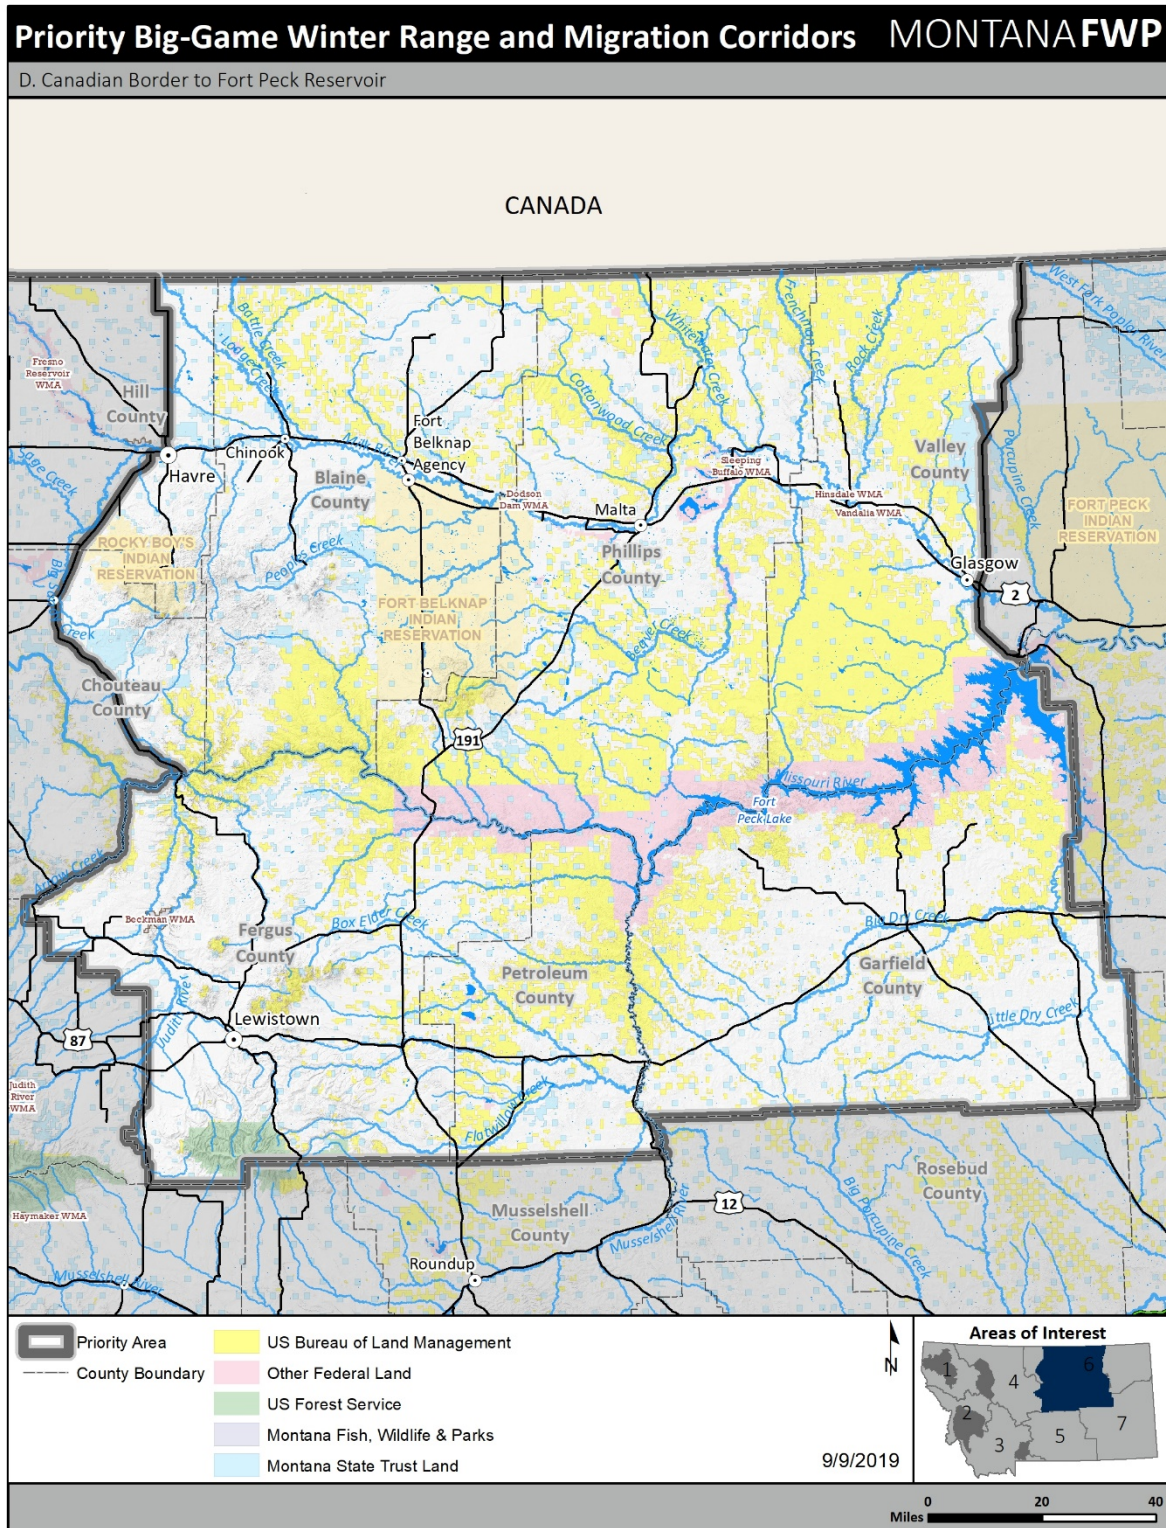 Priority Big-Game Winter Range and Migration Corridors
MONTANA FWP
D. Canadian Border to Fort Peck Reservoir
CANADA
West Fork Poplar River
Battle Creek
Lodge Creek
Whitewater Creek
Frenchman Creek
Rock Creek
Fresno
Reservoir
WMA
Hill
County
Cottonwood Creek
Fort
Belknap
Agency
Milk River
Chinook
Havre
Sage Creek
Blaine
County
Sleeping
Buffalo WMA
Valley
County
Porcupine Creek
Dodson
Dam WMA
Hinsdale WMA
Vandalia WMA
Malta
FORT PECK
INDIAN
RESERVATION
ROCKY BOY'S
INDIAN
RESERVATION
Peoples Creek
Phillips
County
Glasgow
2
Big
Creek
FORT BELKNAP
INDIAN
RESERVATION
Beaver Creek
Chouteau
County
191
Missouri River
Fort
Peck Lake
Arrow Creek
Beckman WMA
Box Elder Creek
Big Dry Creek
Fergus
County
Petroleum
County
Garfield
County
Judith River
Lewistown
Little Dry Creek
87
Judith
River
WMA
Flatwillow Creek
Rosebud
County
Big Porcupine Creek
Haymaker WMA
Musselshell
County
12
Musselshell River
Roundup
Musselshell River
Priority Area
County Boundary
US Bureau of Land Management
Other Federal Land
US Forest Service
Montana Fish, Wildlife & Parks
Montana State Trust Land
N
9/9/2019
Areas of Interest
1
2
3
4
5
6
7
0 20 40
Miles